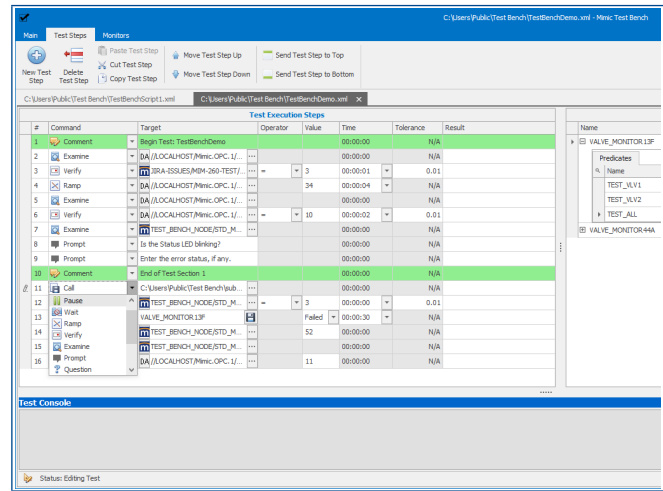 C:\Users\Public\Test Bench\TestBenchDemo.xml - Mimic Test Bench
Main Test Steps Monitors
New Test Step
Delete Test Step
Paste Test Step
Cut Test Step
Copy Test Step
Move Test Step Up
Move Test Step Down
Send Test Step to Top
Send Test Step to Bottom
C:\Users\Public\Test Bench\TestBenchScript1.xml C:\Users\Public\Test Bench\TestBenchDemo.xml ×
Test Execution Steps
# Command Target Operator Value Time Tolerance Result
1 Comment Begin Test: TestBenchDemo 00:00:00 N/A
2 Examine DA //LOCALHOST/Mimic.OPC.1/... ... 00:00:00 N/A
3 Verify m JIRA-ISSUES/MIM-260-TEST/... ... = 3 00:00:01 0.01
4 Ramp DA //LOCALHOST/Mimic.OPC.1/... ... 34 00:00:04 N/A
5 Examine DA //LOCALHOST/Mimic.OPC.1/... ... 00:00:00 N/A
6 Verify DA //LOCALHOST/Mimic.OPC.1/... ... = 10 00:00:02 0.01
7 Examine m TEST_BENCH_NODE/STD_M... ... 00:00:00 N/A
8 Prompt Is the Status LED blinking? 00:00:00 N/A
9 Prompt Enter the error status, if any. 00:00:00 N/A
10 Comment End of Test Section 1 00:00:00 N/A
11 Call C:\Users\Public\Test Bench\sub... ... 00:00:00 N/A
12 m TEST_BENCH_NODE/STD_M... ... = 3 00:00:00 0.01
13 VALVE_MONITOR13F Failed 00:00:30 N/A
14 m TEST_BENCH_NODE/STD_M... ... 52 00:00:00 N/A
15 m TEST_BENCH_NODE/STD_M... ... 00:00:00 N/A
16 DA //LOCALHOST/Mimic.OPC.1/... ... 11 00:00:00 N/A
Pause
Wait
Ramp
Verify
Examine
Prompt
? Question
Name
VALVE_MONITOR13F
Predicates
Name
TEST_VLV1
TEST_VLV2
TEST_ALL
VALVE_MONITOR44A
Test Console
Status: Editing Test